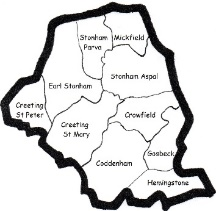 Stonham
Parva
Mickfield
Stonham Aspal
Earl Stonham
Creeting
St Peter
Crowfield
Creeting
St Mary
Gosbeck
Coddenham
Hemingstone